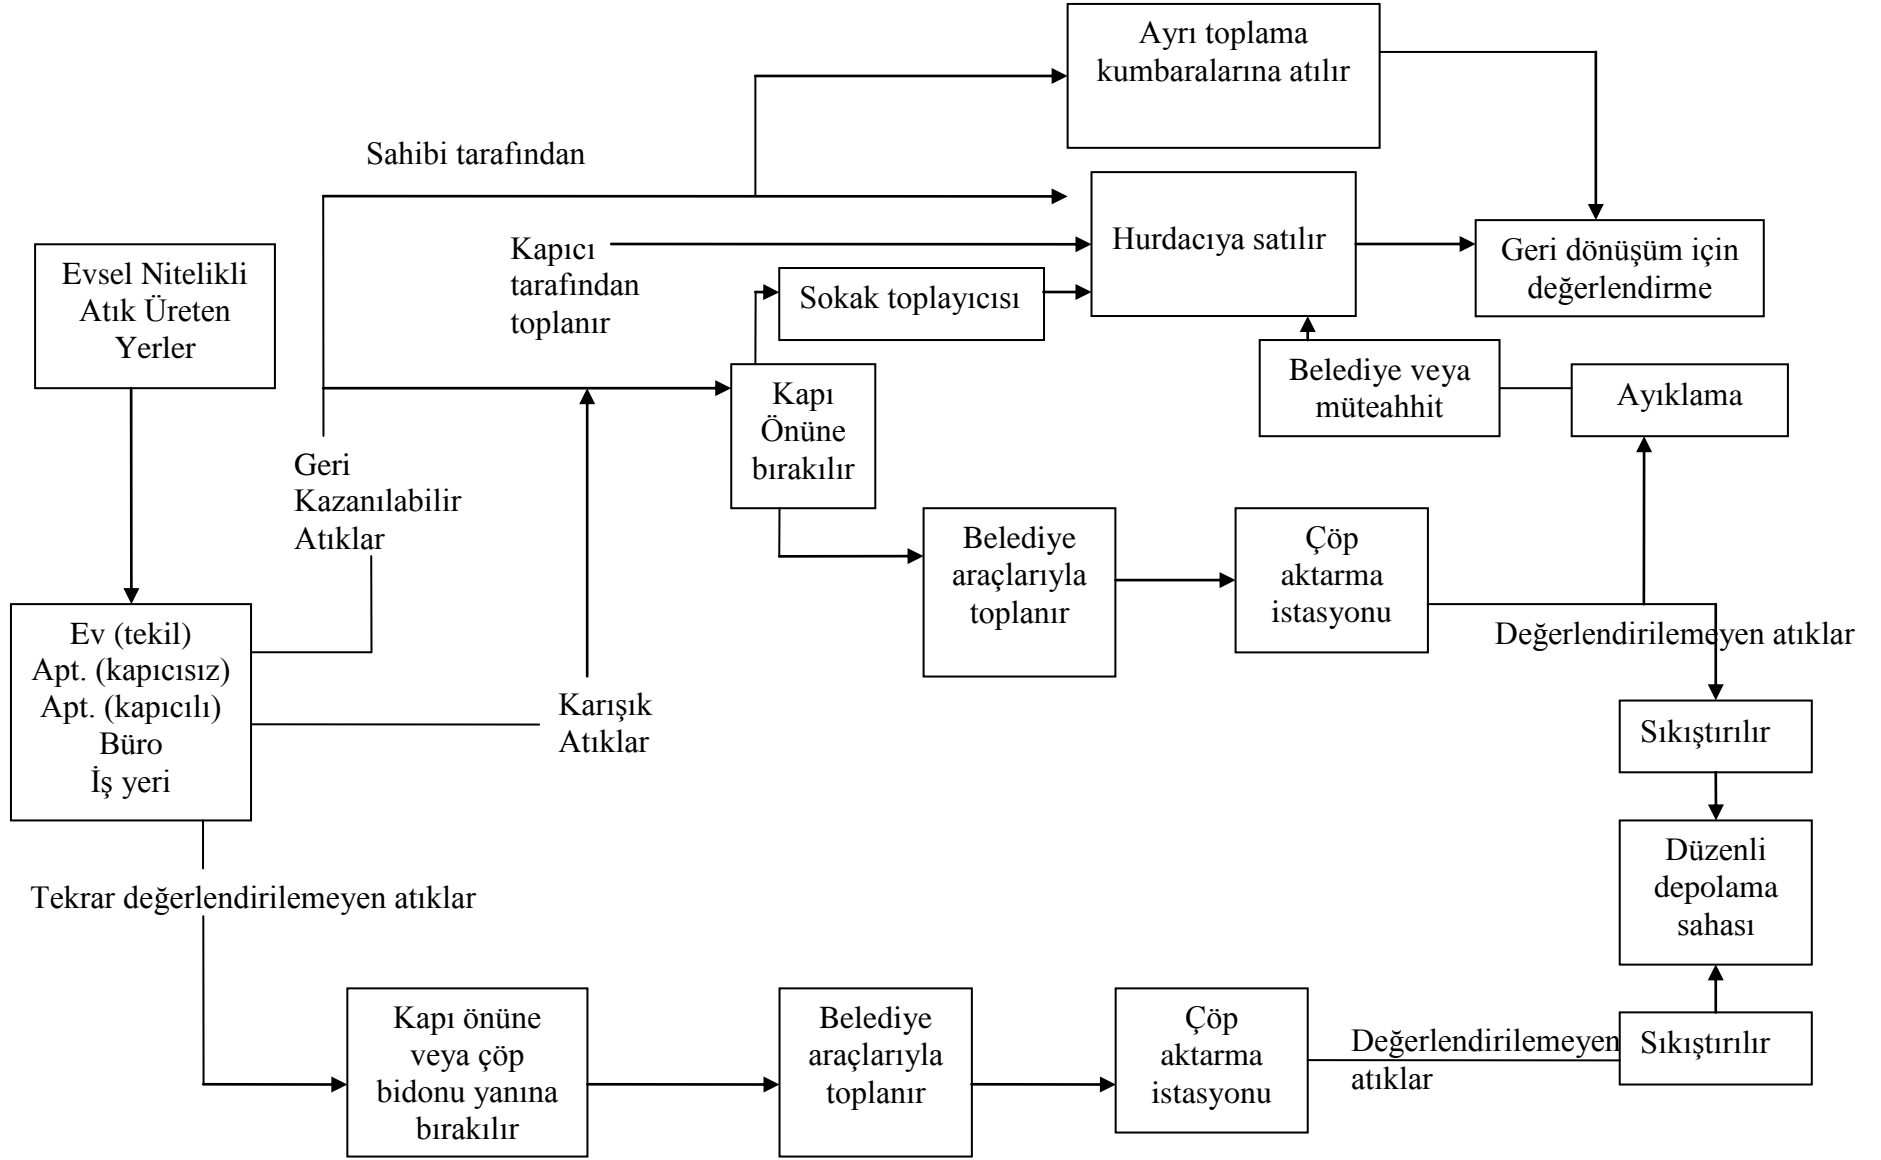 Ayrı toplama
kumbaralarına atılır
Sahibi tarafından
Hurdacıya satılır
Kapıcı
tarafından
toplanır
Geri dönüşüm için
değerlendirme
Evsel Nitelikli
Atık Üreten
Yerler
Sokak toplayıcısı
Belediye veya
müteahhit
Ayıklama
Kapı
Önüne
bırakılır
Geri
Kazanılabilir
Atıklar
Belediye
araçlarıyla
toplanır
Çöp
aktarma
istasyonu
Değerlendirilemeyen atıklar
Ev (tekil)
Apt. (kapıcısız)
Apt. (kapıcılı)
Büro
İş yeri
Karışık
Atıklar
Sıkıştırılır
Düzenli
depolama
sahası
Tekrar değerlendirilemeyen atıklar
Kapı önüne
veya çöp
bidonu yanına
bırakılır
Belediye
araçlarıyla
toplanır
Çöp
aktarma
istasyonu
Değerlendirilemeyen
atıklar
Sıkıştırılır